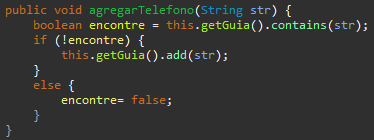 public void agregarTelefono(String str) {
    boolean encontre = this.getGuia().contains(str);
    if (!encontre) {
        this.getGuia().add(str);
    }
    else {
        encontre= false;
    }
}